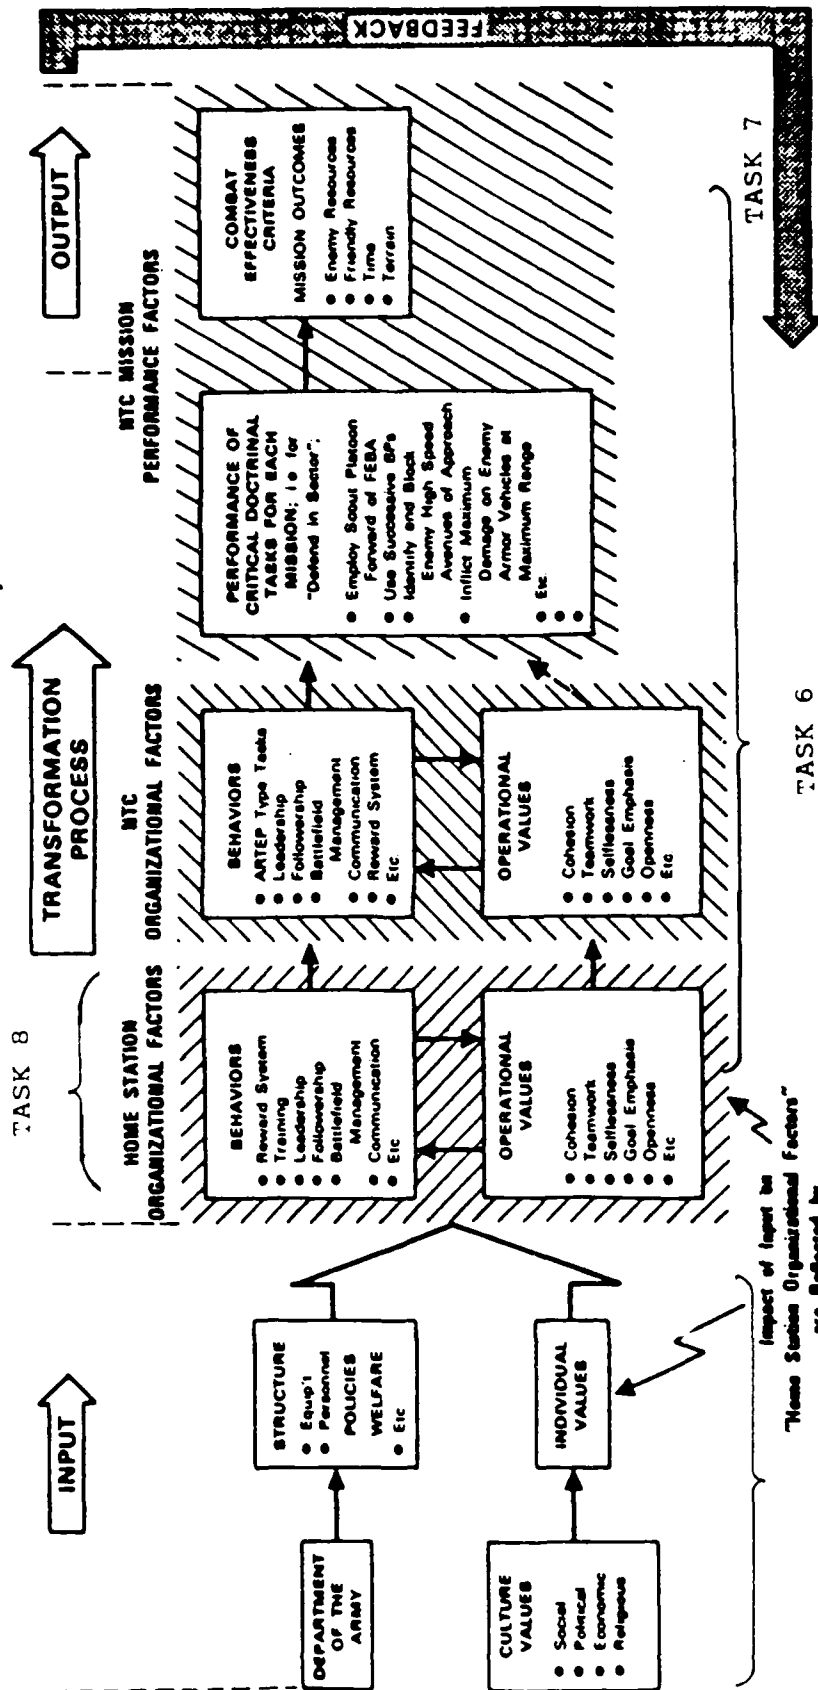 INPUT
TRANSFORMATION
PROCESS
OUTPUT
FEEDBACK
TASK 8
HOME STATION
ORGANIZATIONAL FACTORS
NTC
ORGANIZATIONAL FACTORS
NTC MISSION
PERFORMANCE FACTORS
DEPARTMENT
OF THE
ARMY
STRUCTURE
● Equip't
● Personnel
POLICIES
WELFARE
● Etc
CULTURE
VALUES
● Social
● Political
● Economic
● Religious
INDIVIDUAL
VALUES
BEHAVIORS
● Reward System
● Training
● Leadership
● Followership
● Battlefield
Management
● Communication
● Etc
OPERATIONAL
VALUES
● Cohesion
● Teamwork
● Selflessness
● Goal Emphasis
● Openness
● Etc
BEHAVIORS
● ARTEP Type Tasks
● Leadership
● Followership
● Battlefield
Management
● Communication
● Reward System
● Etc
OPERATIONAL
VALUES
● Cohesion
● Teamwork
● Selflessness
● Goal Emphasis
● Openness
● Etc
PERFORMANCE OF
CRITICAL DOCTRINAL
TASKS FOR EACH
MISSION; i e for
"Defend in Sector";
● Employ Scout Platoon
Forward of FEBA
● Use Successive BPs
● Identify and Block
Enemy High Speed
Avenues of Approach
● Inflict Maximum
Damage on Enemy
Armor Vehicles at
Maximum Range
● Etc
●
●
COMBAT
EFFECTIVENESS
CRITERIA
MISSION OUTCOMES
● Enemy Resources
● Friendly Resources
● Time
● Terrain
Impact of Input on
"Home Station Organizational Factors"
are Reflected by
TASK 6
TASK 7